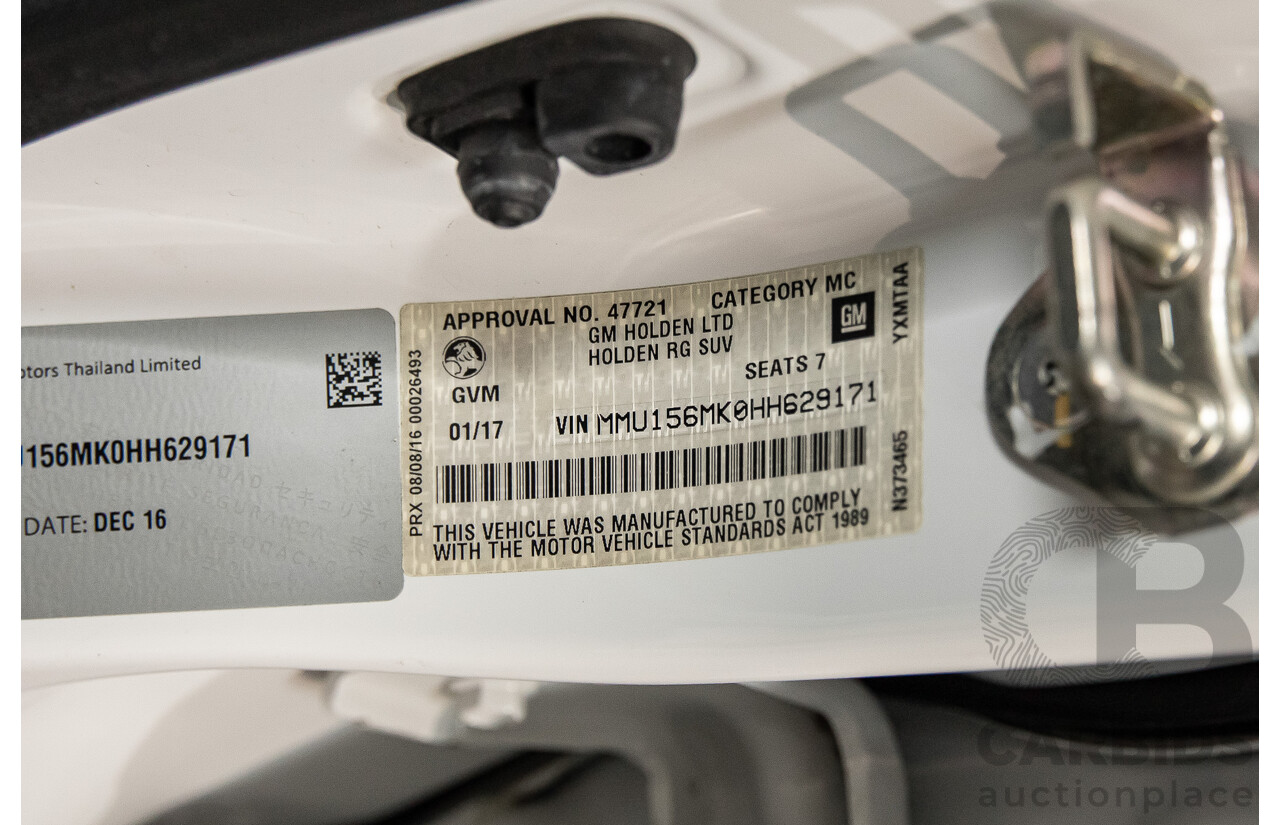 otors Thailand Limited
U156MK0HH629171
DATE: DEC 16
APPROVAL NO. 47721 CATEGORY MC
GM HOLDEN LTD
HOLDEN RG SUV
GM
SEATS 7
GVM
01/17 VIN MMU156MK0HH629171
THIS VEHICLE WAS MANUFACTURED TO COMPLY
WITH THE MOTOR VEHICLE STANDARDS ACT 1989
PRX 08/08/16 00026493
YXMTAA
N373465
CB
CARBIDS
auctionplace